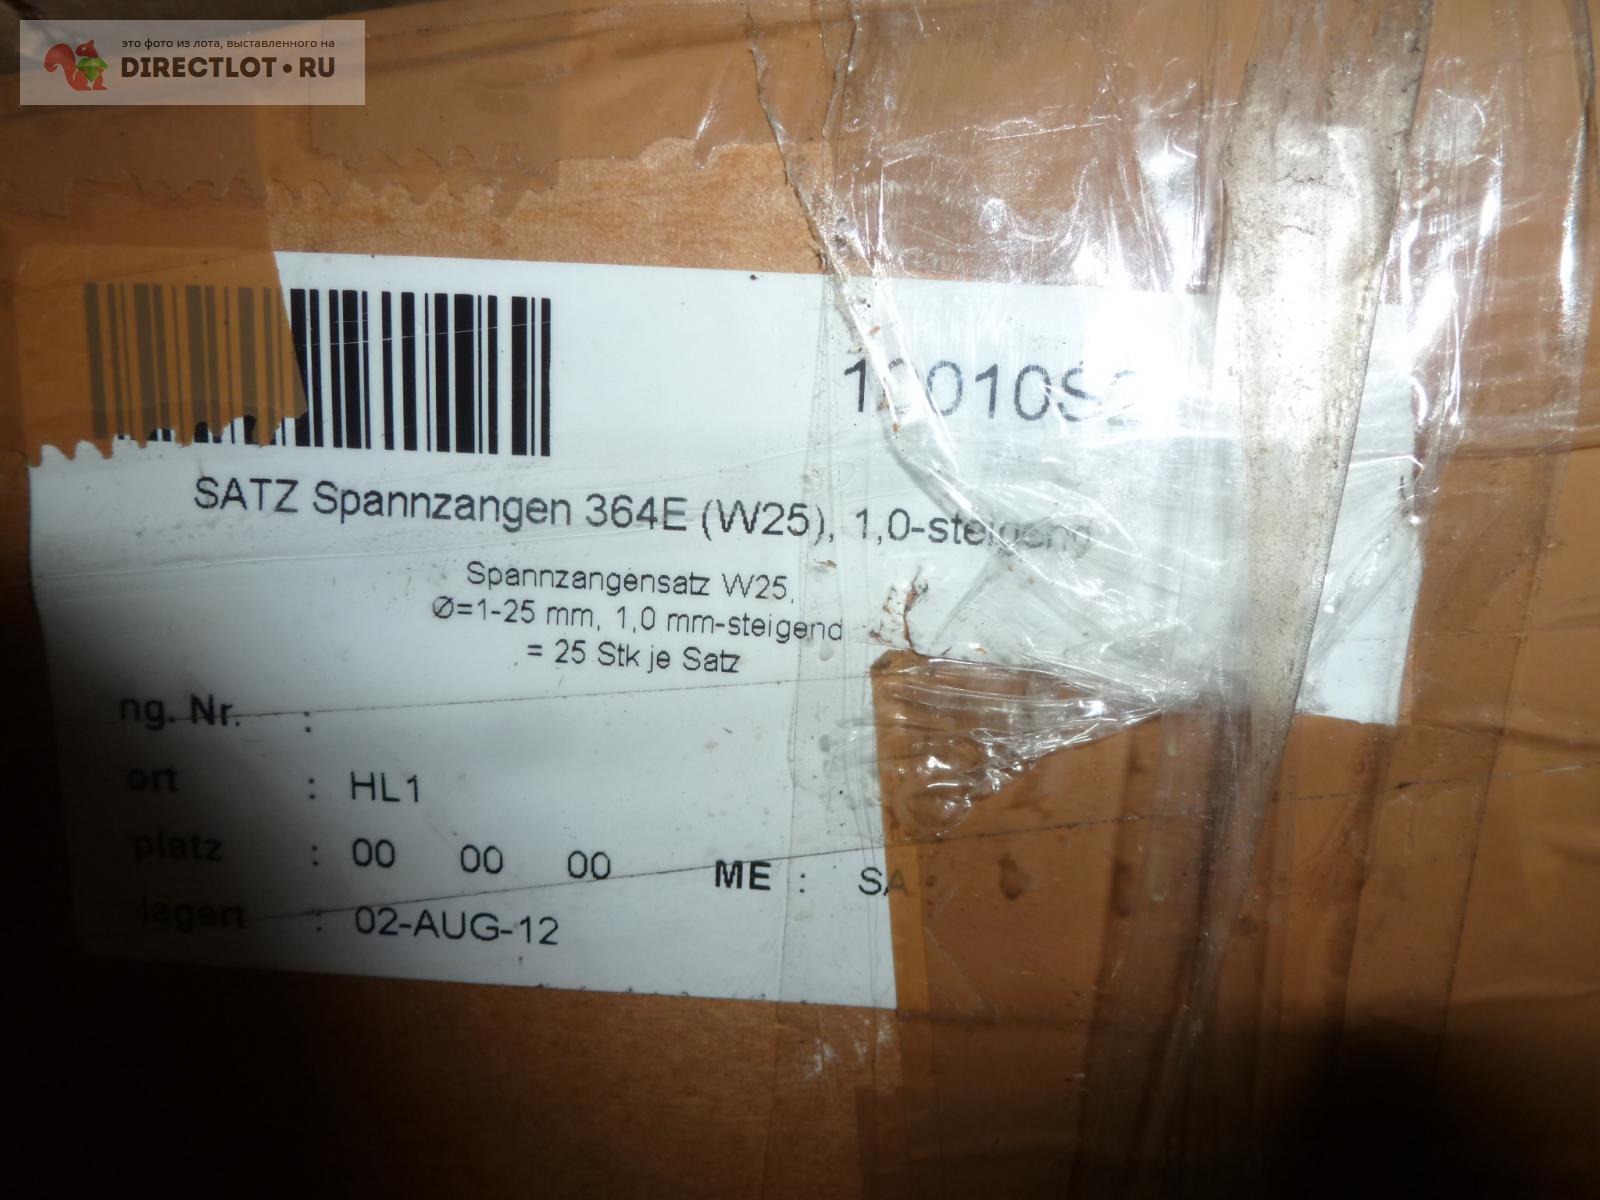 это фото из лота, выставленного на
DIRECTLOT.RU
SATZ Spannzangen 364E (W25), 1,0-steigend
Spannzangensatz W25,
Ø=1-25 mm, 1,0 mm-steigend
= 25 Stk je Satz
ng. Nr. :
ort : HL1
platz : 00 00 00 ME : SA
lagert : 02-AUG-12